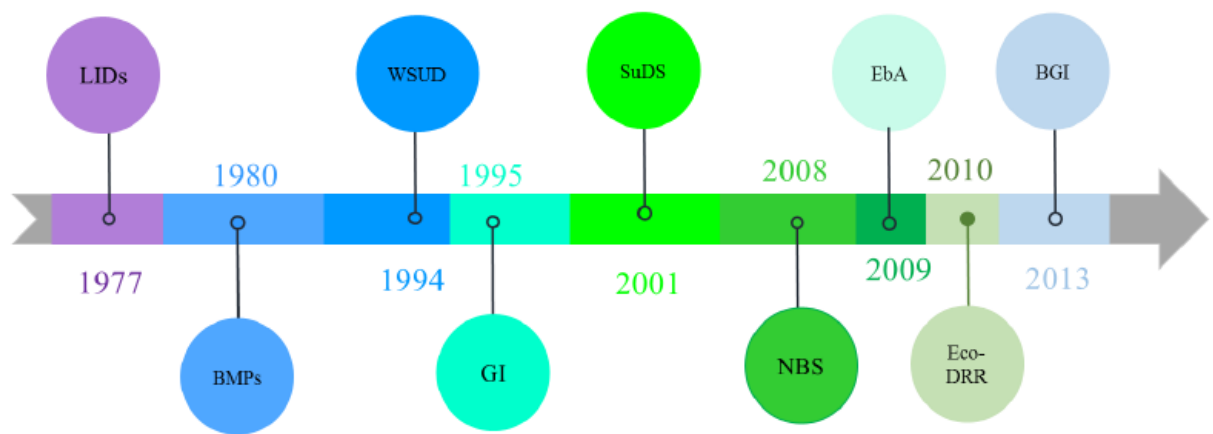 LIDs
WSUD
SuDS
EbA
BGI
1980
1995
2008
2010
1977
1994
2001
2009
2013
BMPs
GI
NBS
Eco-
DRR